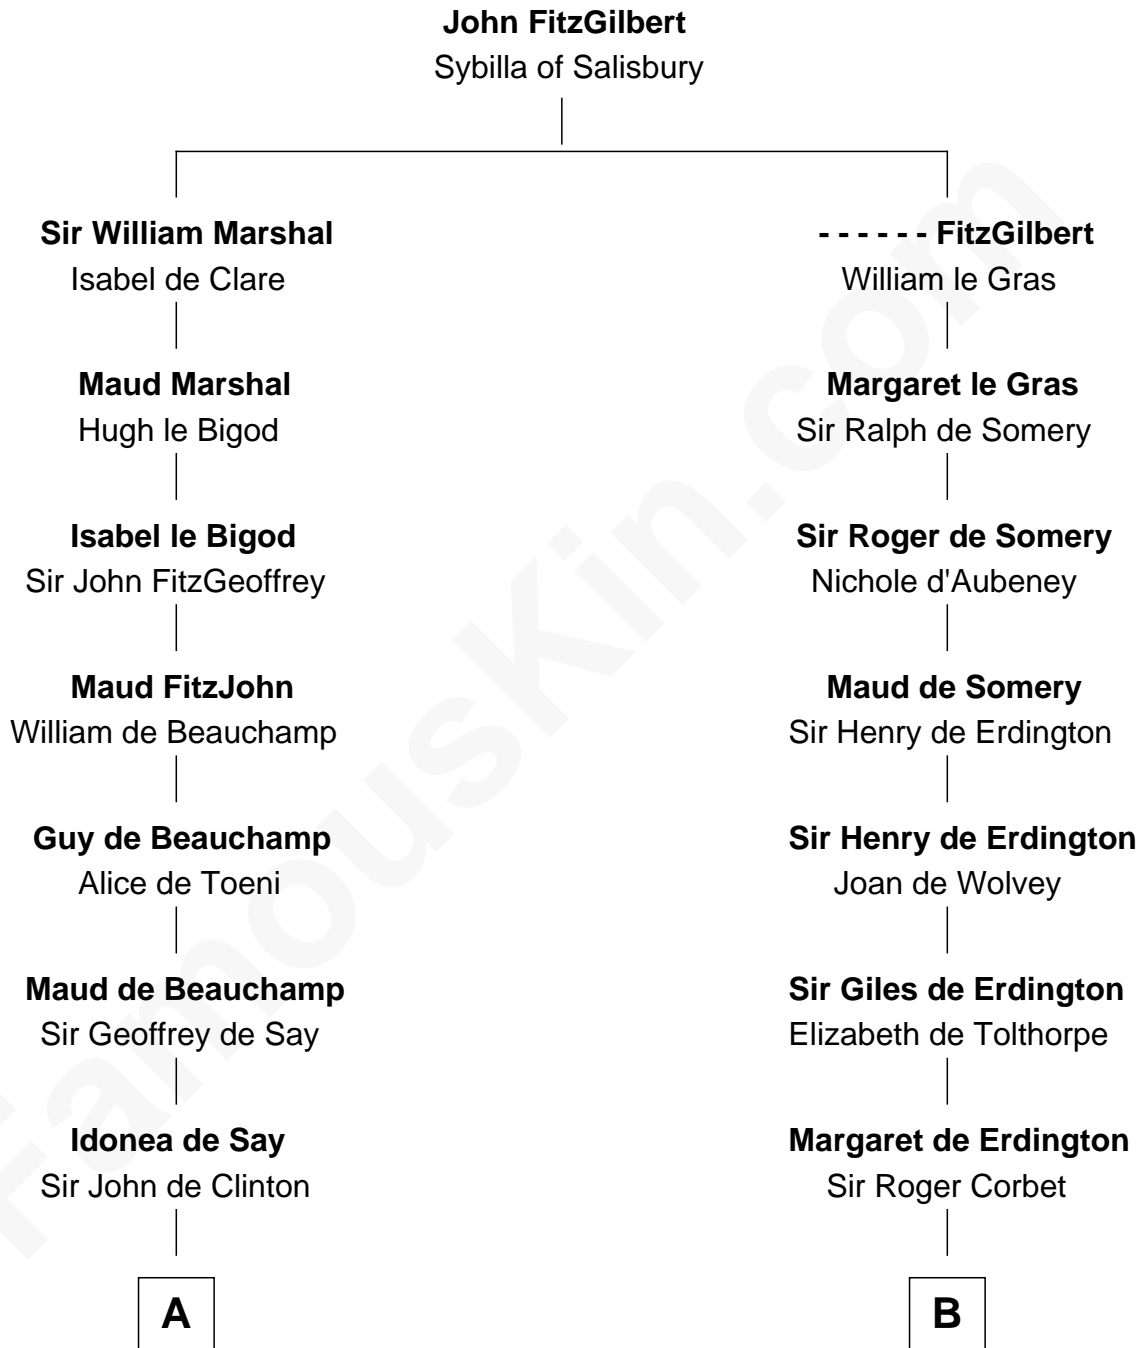 John FitzGilbert
Sybilla of Salisbury
Sir William Marshal
Isabel de Clare
Maud Marshal
Hugh le Bigod
Isabel le Bigod
Sir John FitzGeoffrey
Maud FitzJohn
William de Beauchamp
Guy de Beauchamp
Alice de Toeni
Maud de Beauchamp
Sir Geoffrey de Say
Idonea de Say
Sir John de Clinton
A
- - - - - - FitzGilbert
William le Gras
Margaret le Gras
Sir Ralph de Somery
Sir Roger de Somery
Nichole d'Aubeney
Maud de Somery
Sir Henry de Erdington
Sir Henry de Erdington
Joan de Wolvey
Sir Giles de Erdington
Elizabeth de Tolthorpe
Margaret de Erdington
Sir Roger Corbet
B
FamousKin.com